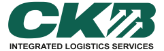 CKB
INTEGRATED LOGISTICS SERVICES